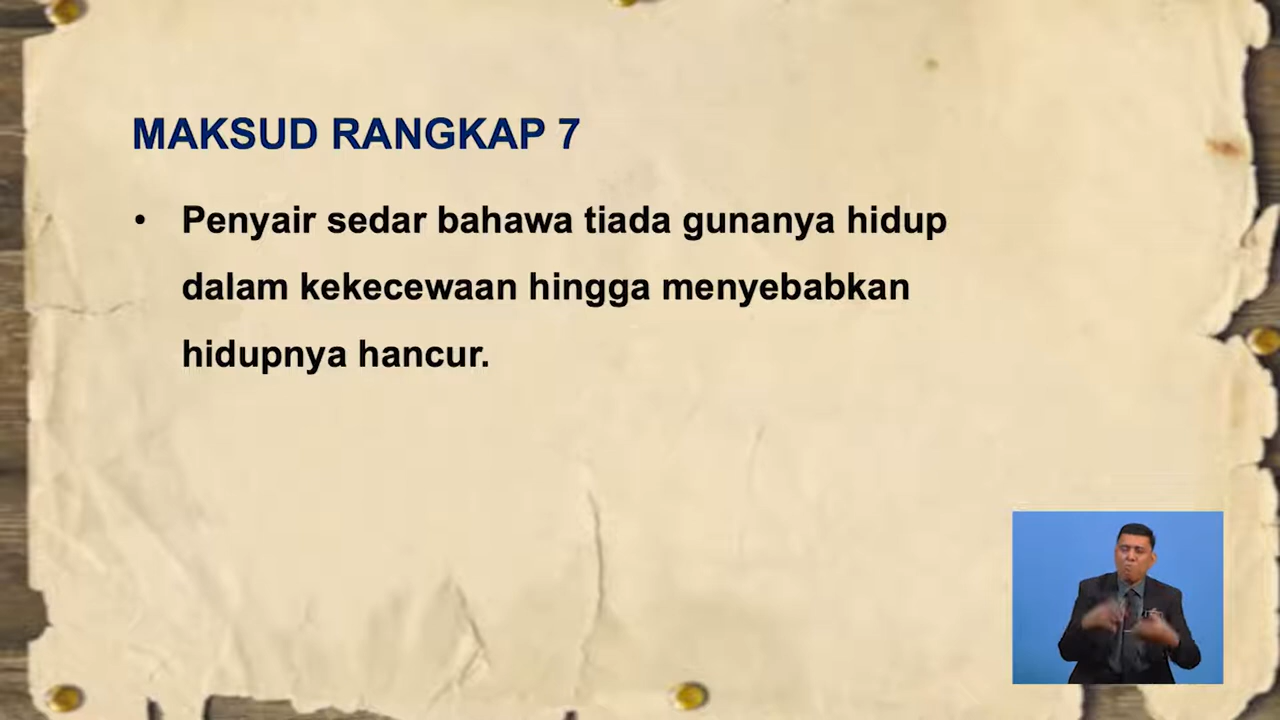 MAKSUD RANGKAP 7
• Penyair sedar bahawa tiada gunanya hidup
dalam kekecewaan hingga menyebabkan
hidupnya hancur.